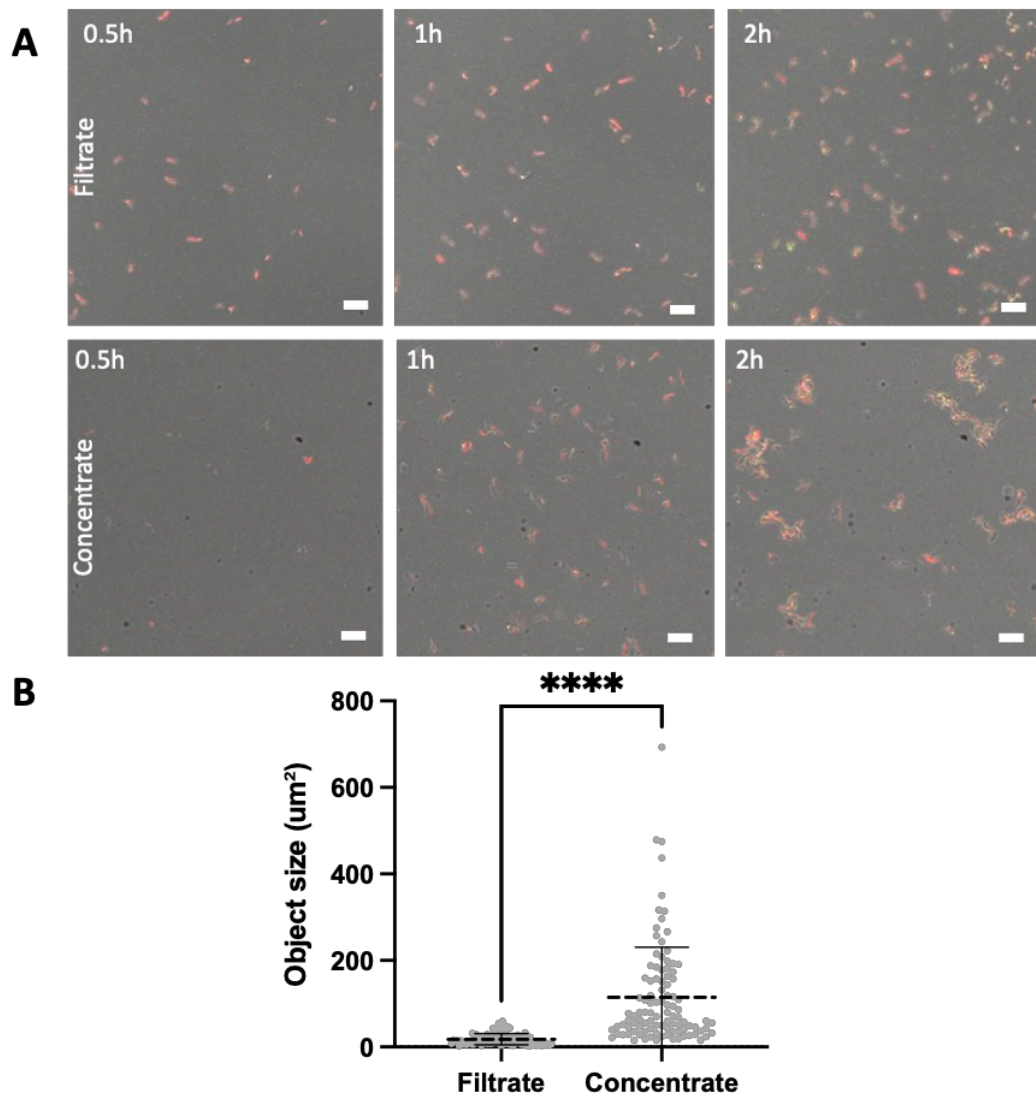 A
0.5h
1h
2h
Filtrate
0.5h
1h
2h
Concentrate
B
****
800
600
400
200
0
Object size (um²)
Filtrate
Concentrate